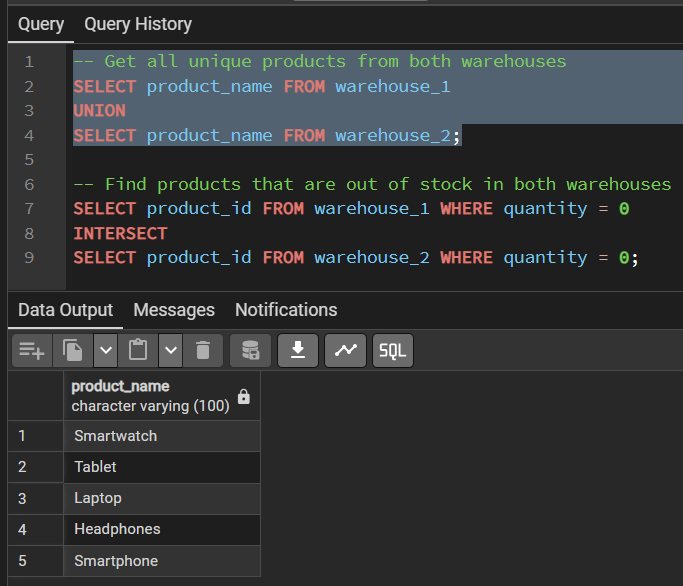 Query Query History
1 -- Get all unique products from both warehouses
2 SELECT product_name FROM warehouse_1
3 UNION
4 SELECT product_name FROM warehouse_2;
5
6 -- Find products that are out of stock in both warehouses
7 SELECT product_id FROM warehouse_1 WHERE quantity = 0
8 INTERSECT
9 SELECT product_id FROM warehouse_2 WHERE quantity = 0;
Data Output Messages Notifications
SQL
product_name
character varying (100)
1 Smartwatch
2 Tablet
3 Laptop
4 Headphones
5 Smartphone